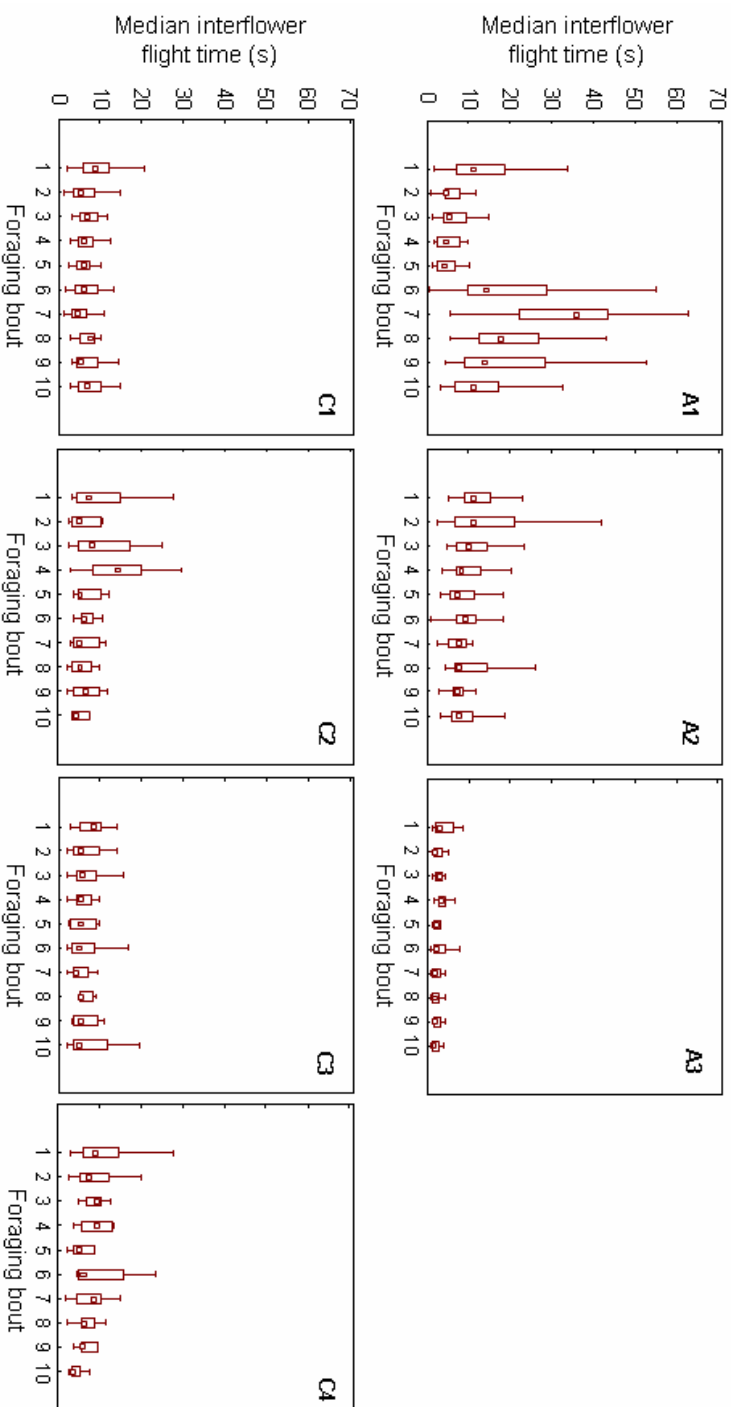 Median interflower
flight time (s)
70
60
50
40
30
20
10
0
A1
1 2 3 4 5 6 7 8 9 10
Foraging bout
A2
1 2 3 4 5 6 7 8 9 10
Foraging bout
A3
1 2 3 4 5 6 7 8 9 10
Foraging bout
Median interflower
flight time (s)
70
60
50
40
30
20
10
0
C1
1 2 3 4 5 6 7 8 9 10
Foraging bout
C2
1 2 3 4 5 6 7 8 9 10
Foraging bout
C3
1 2 3 4 5 6 7 8 9 10
Foraging bout
C4
1 2 3 4 5 6 7 8 9 10
Foraging bout